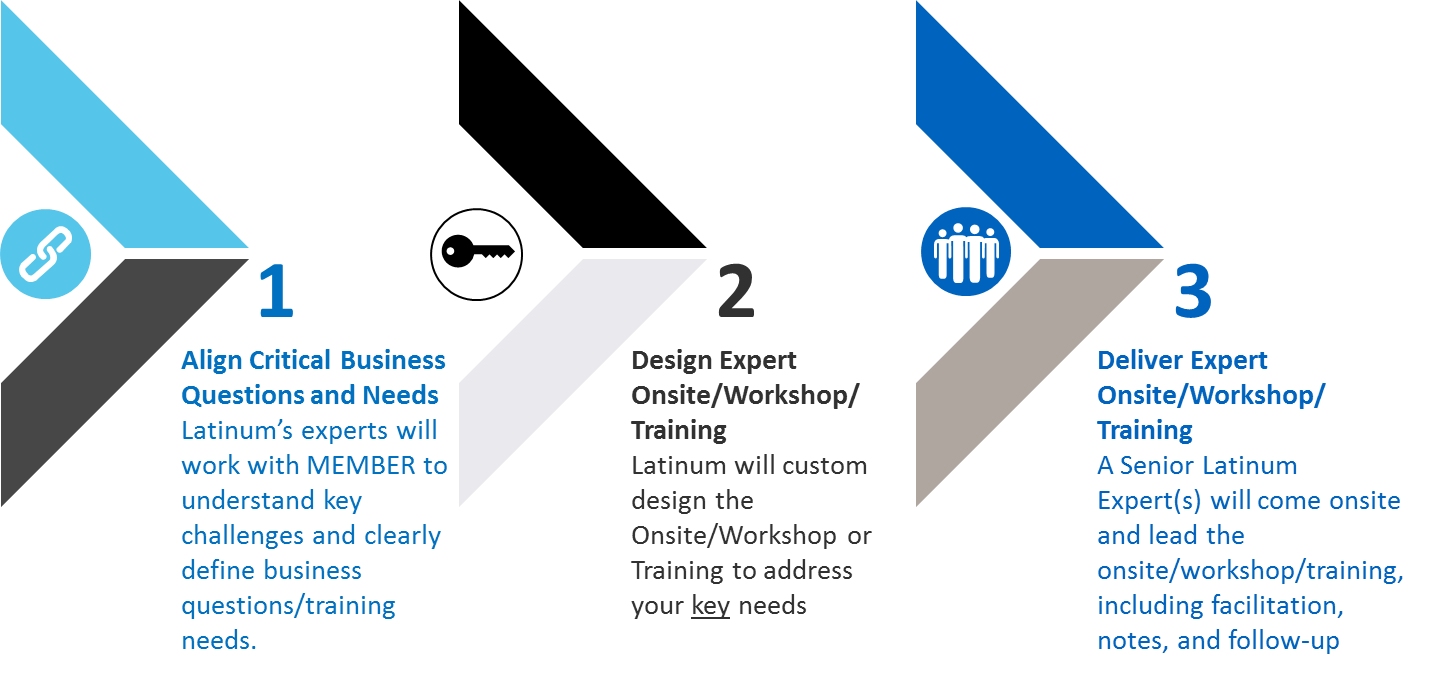 1
Align Critical Business
Questions and Needs
Latinum’s experts will
work with MEMBER to
understand key
challenges and clearly
define business
questions/training
needs.
2
Design Expert
Onsite/Workshop/
Training
Latinum will custom
design the
Onsite/Workshop or
Training to address
your key needs
3
Deliver Expert
Onsite/Workshop/
Training
A Senior Latinum
Expert(s) will come onsite
and lead the
onsite/workshop/training,
including facilitation,
notes, and follow-up